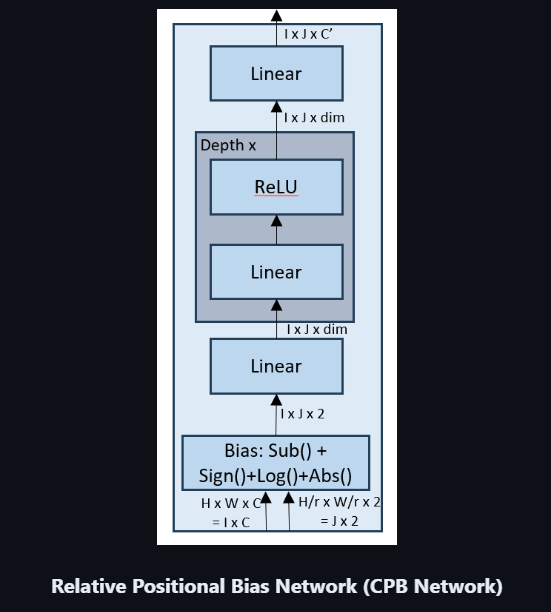 I x J x C’
Linear
I x J x dim
Depth x
ReLU
Linear
I x J x dim
Linear
I x J x 2
Bias: Sub() +
Sign()+Log()+Abs()
H x W x C
= I x C
H/r x W/r x 2
= J x 2
Relative Positional Bias Network (CPB Network)